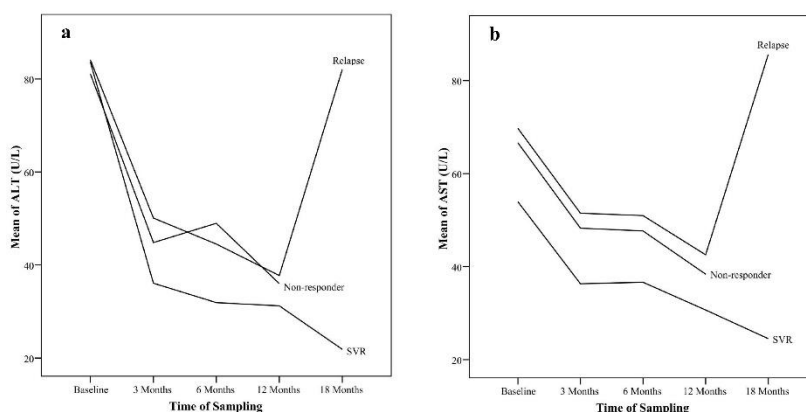 a
Mean of ALT (U/L)
80
60
40
20
Relapse
Non-responder
SVR
Baseline 3 Months 6 Months 12 Months 18 Months
Time of Sampling
b
Mean of AST (U/L)
80
60
40
20
Relapse
Non-responder
SVR
Baseline 3 Months 6 Months 12 Months 18 Months
Time of Sampling